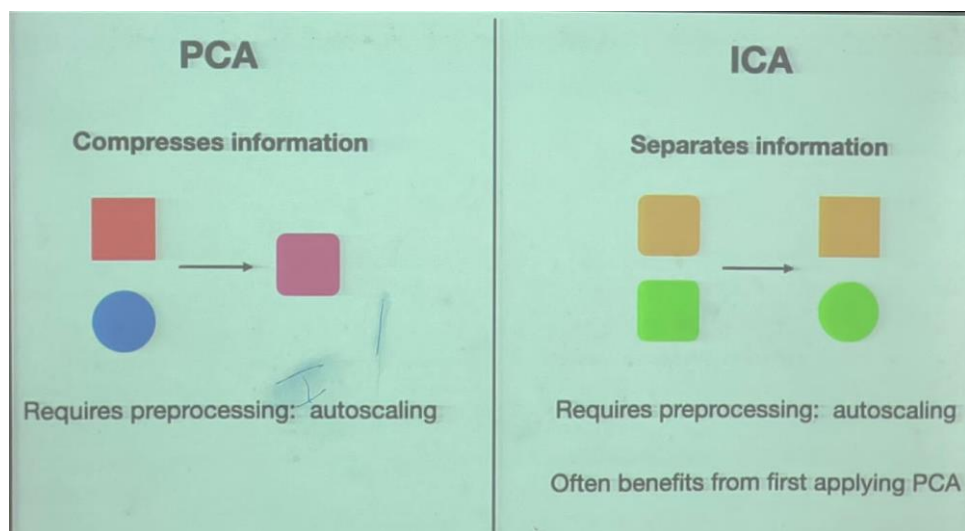 PCA
Compresses information
Requires preprocessing: autoscaling
ICA
Separates information
Requires preprocessing: autoscaling
Often benefits from first applying PCA